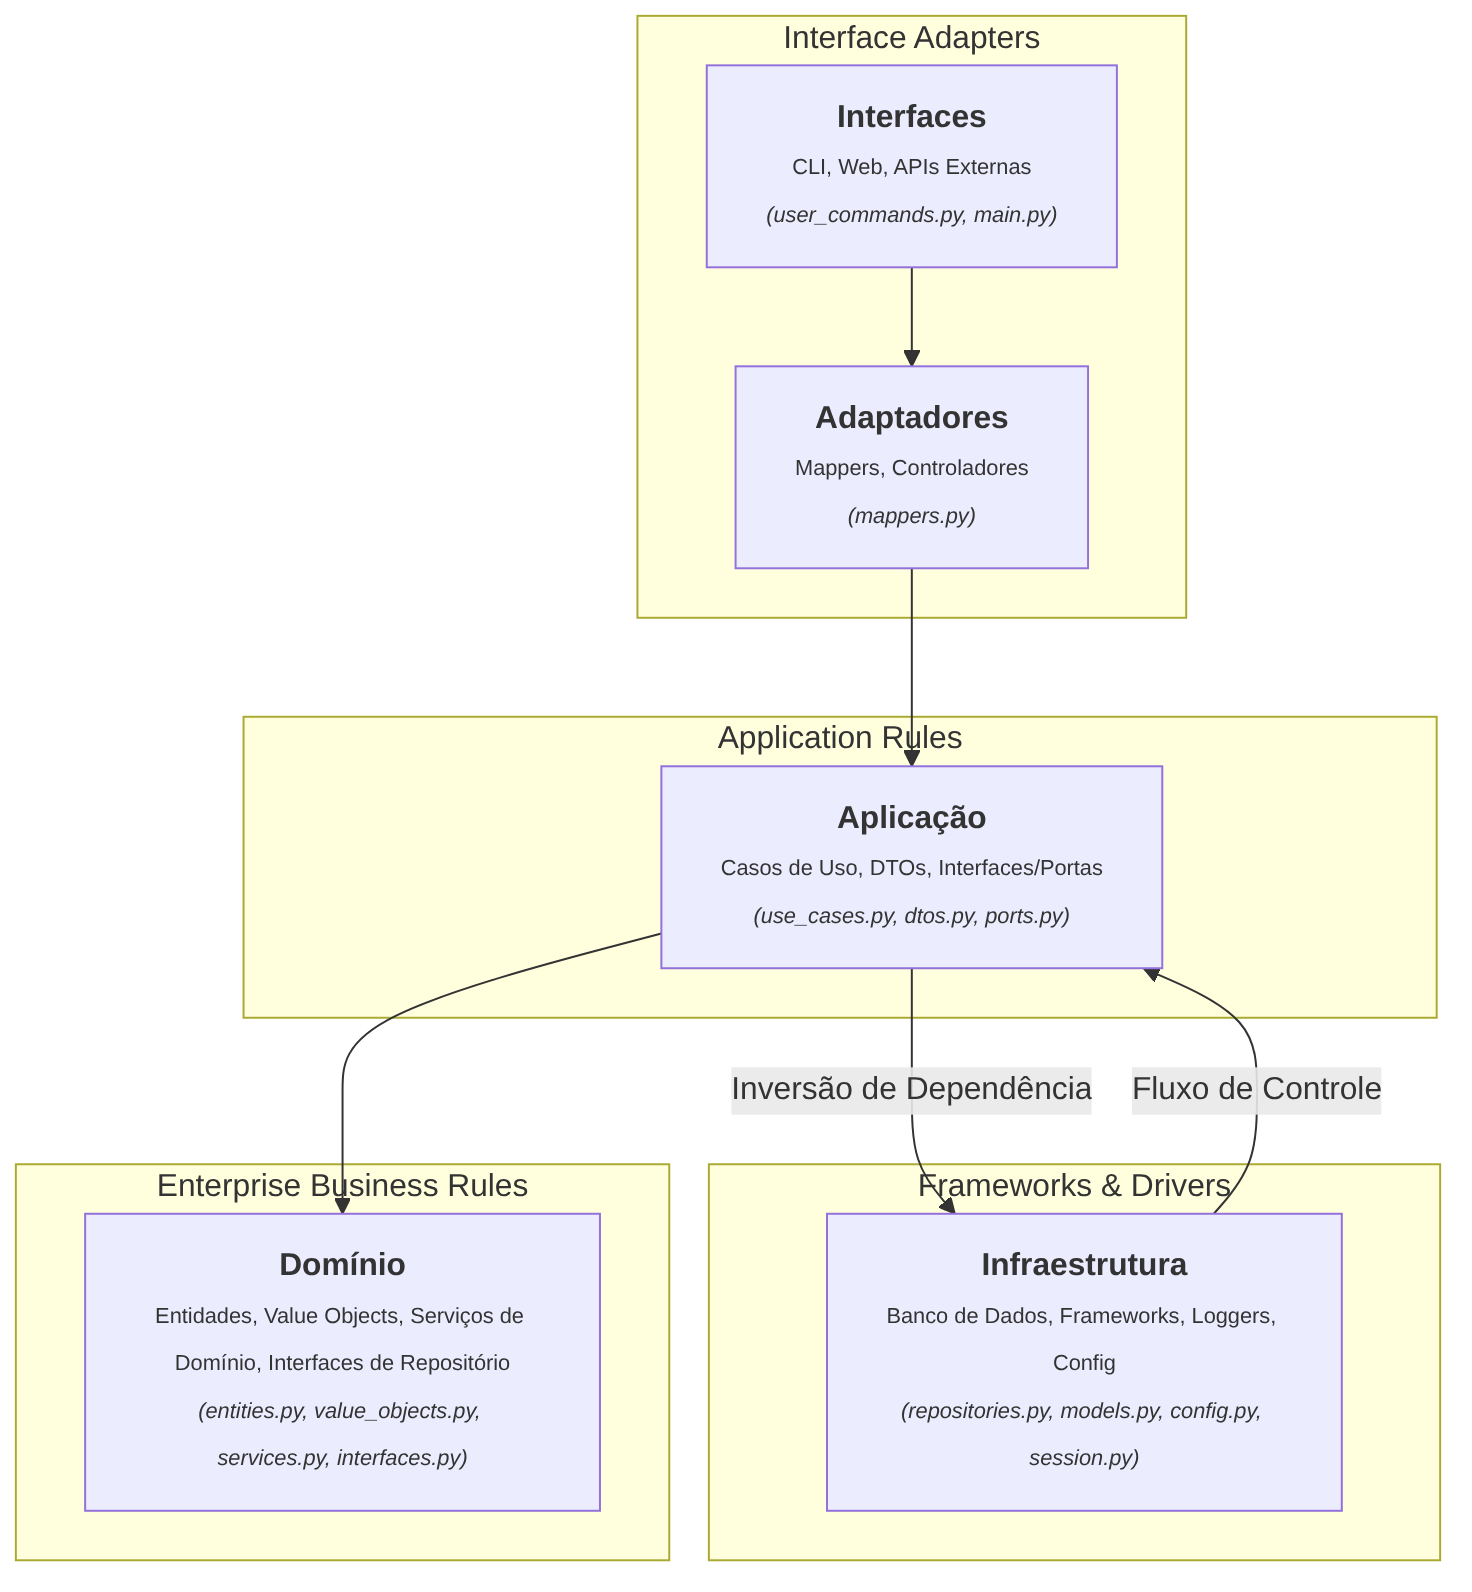 Interface Adapters
Interfaces
CLI, Web, APIs Externas
(user_commands.py, main.py)
Adaptadores
Mappers, Controladores
(mappers.py)
Application Rules
Aplicação
Casos de Uso, DTOs, Interfaces/Portas
(use_cases.py, dtos.py, ports.py)
Inversão de Dependência
Fluxo de Controle
Enterprise Business Rules
Domínio
Entidades, Value Objects, Serviços de
Domínio, Interfaces de Repositório
(entities.py, value_objects.py,
services.py, interfaces.py)
Frameworks & Drivers
Infraestrutura
Banco de Dados, Frameworks, Loggers,
Config
(repositories.py, models.py, config.py,
session.py)